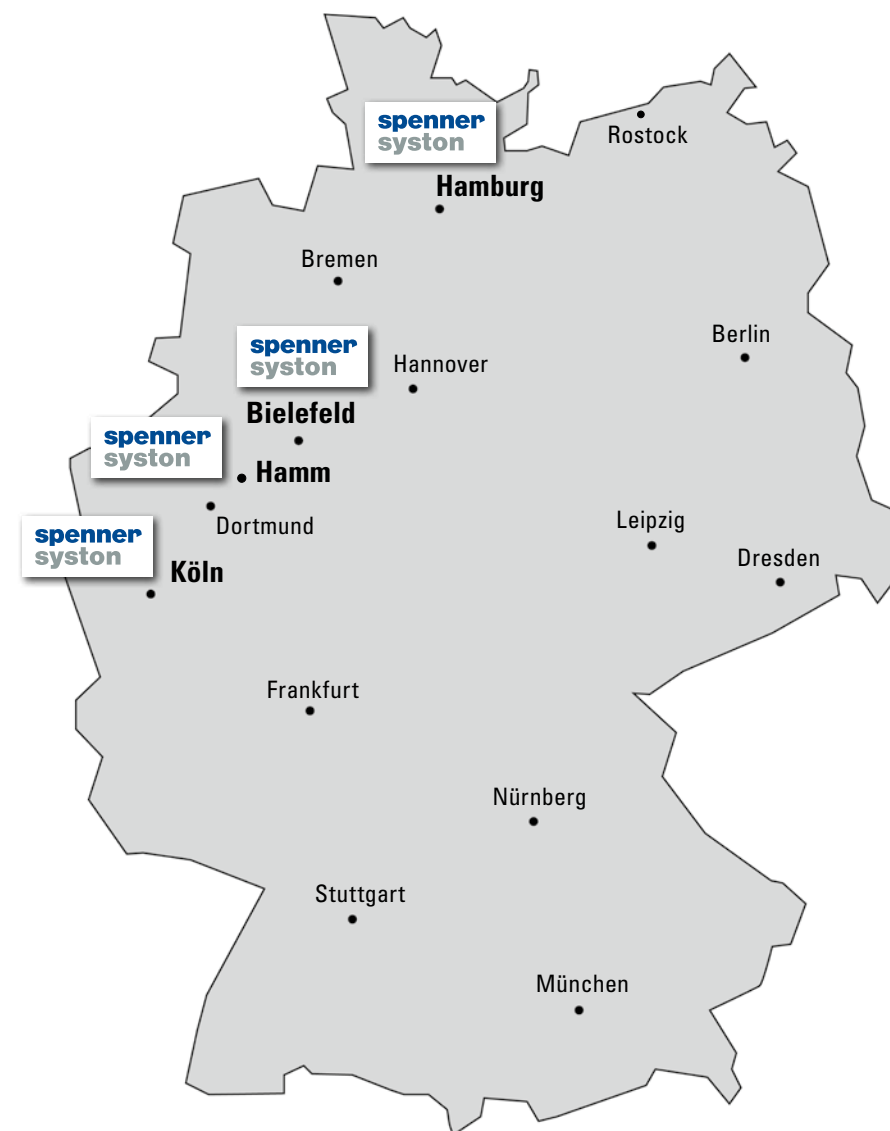 spenner
syston
Rostock
Hamburg
Bremen
Berlin
spenner
syston
Hannover
Bielefeld
spenner
syston
Hamm
Dortmund
Leipzig
spenner
syston
Dresden
Köln
Frankfurt
Nürnberg
Stuttgart
München